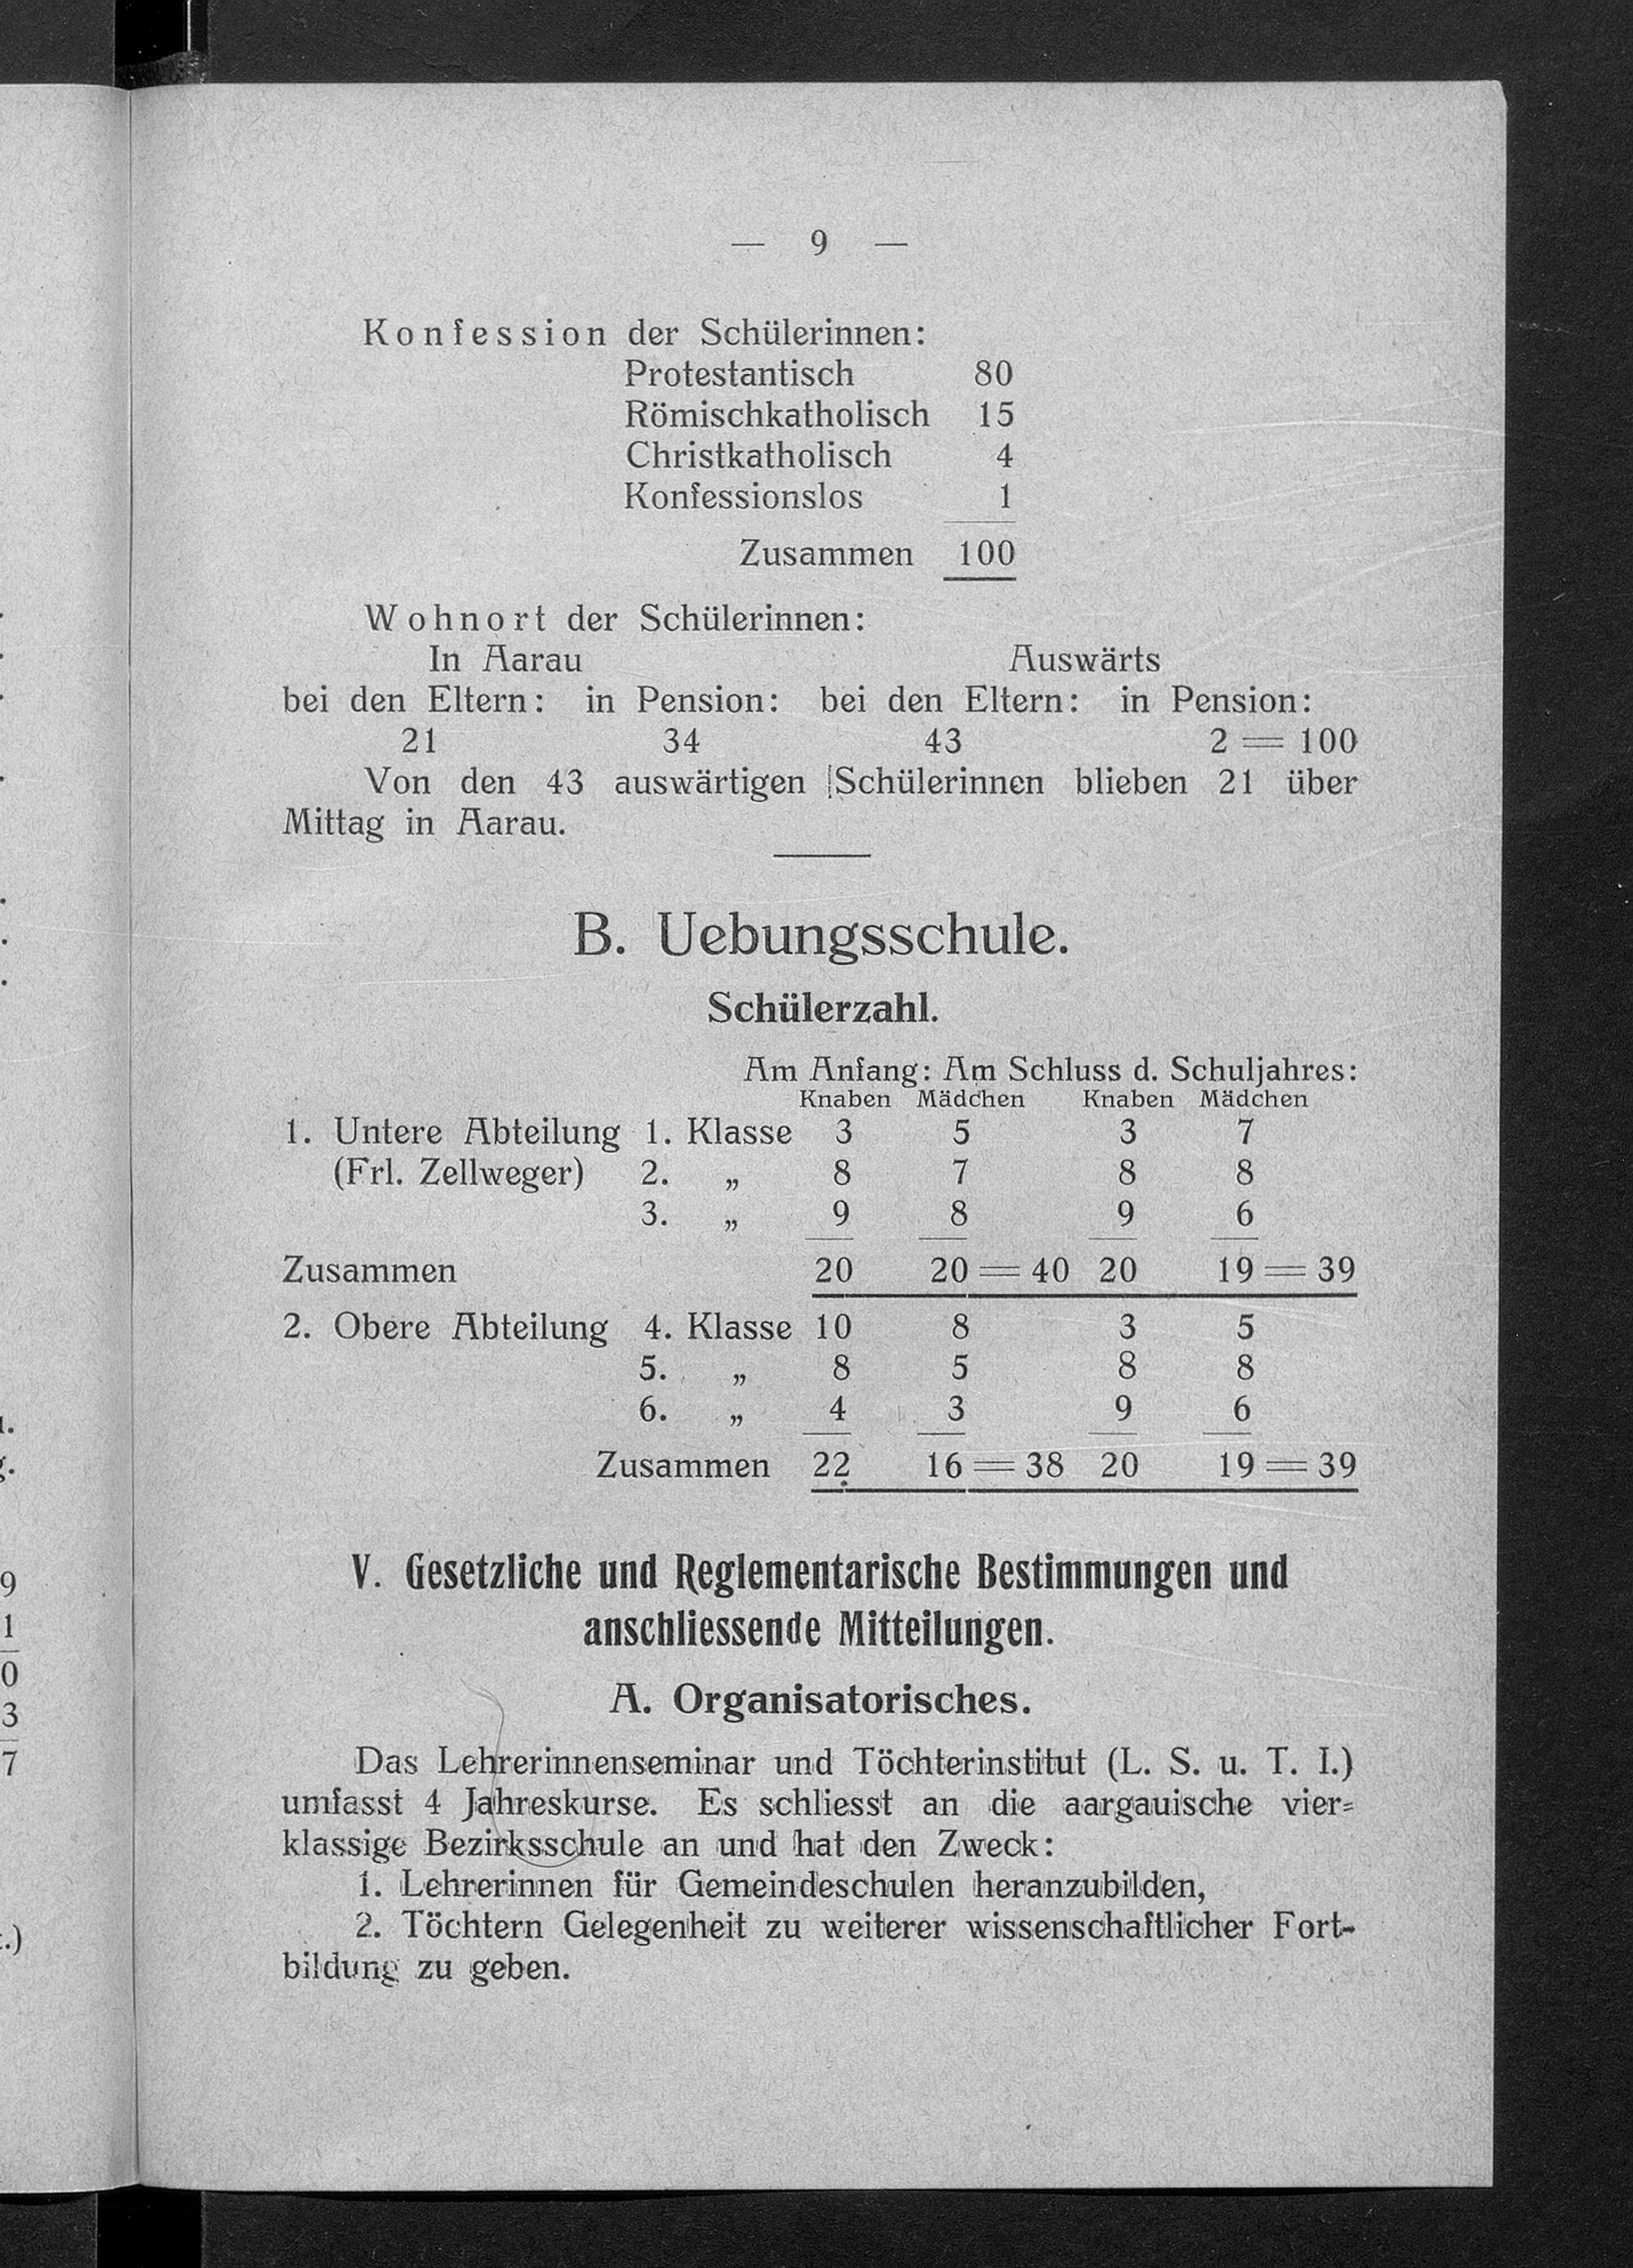 — 9 —
Konfession der Schülerinnen:
Protestantisch 80
Römischkatholisch 15
Christkatholisch 4
Konfessionslos 1
Zusammen 100
Wohnort der Schülerinnen:
In Aarau Auswärts
bei den Eltern: in Pension: bei den Eltern: in Pension:
21 34 43 2 = 100
Von den 43 auswärtigen Schülerinnen blieben 21 über
Mittag in Aarau.
B. Uebungsschule.
Schülerzahl.
Am Anfang: Am Schluss d. Schuljahres:
Knaben Mädchen Knaben Mädchen
1. Untere Abteilung 1. Klasse 3 5 3 7
(Frl. Zellweger) 2. „ 8 7 8 8
3. „ 9 8 9 6
Zusammen 20 20 = 40 20 19 = 39
2. Obere Abteilung 4. Klasse 10 8 3 5
5. „ 8 5 8 8
6. „ 4 3 9 6
Zusammen 22 16 = 38 20 19 = 39
V. Gesetzliche und Reglementarische Bestimmungen und
anschliessende Mitteilungen.
A. Organisatorisches.
Das Lehrerinnenseminar und Töchterinstitut (L. S. u. T. I.)
umfasst 4 Jahreskurse. Es schliesst an die aargauische vier=
klassige Bezirksschule an und hat den Zweck:
1. Lehrerinnen für Gemeindeschulen heranzubilden,
2. Töchtern Gelegenheit zu weiterer wissenschaftlicher Fort-
bildung zu geben.
9
1
0
3
7